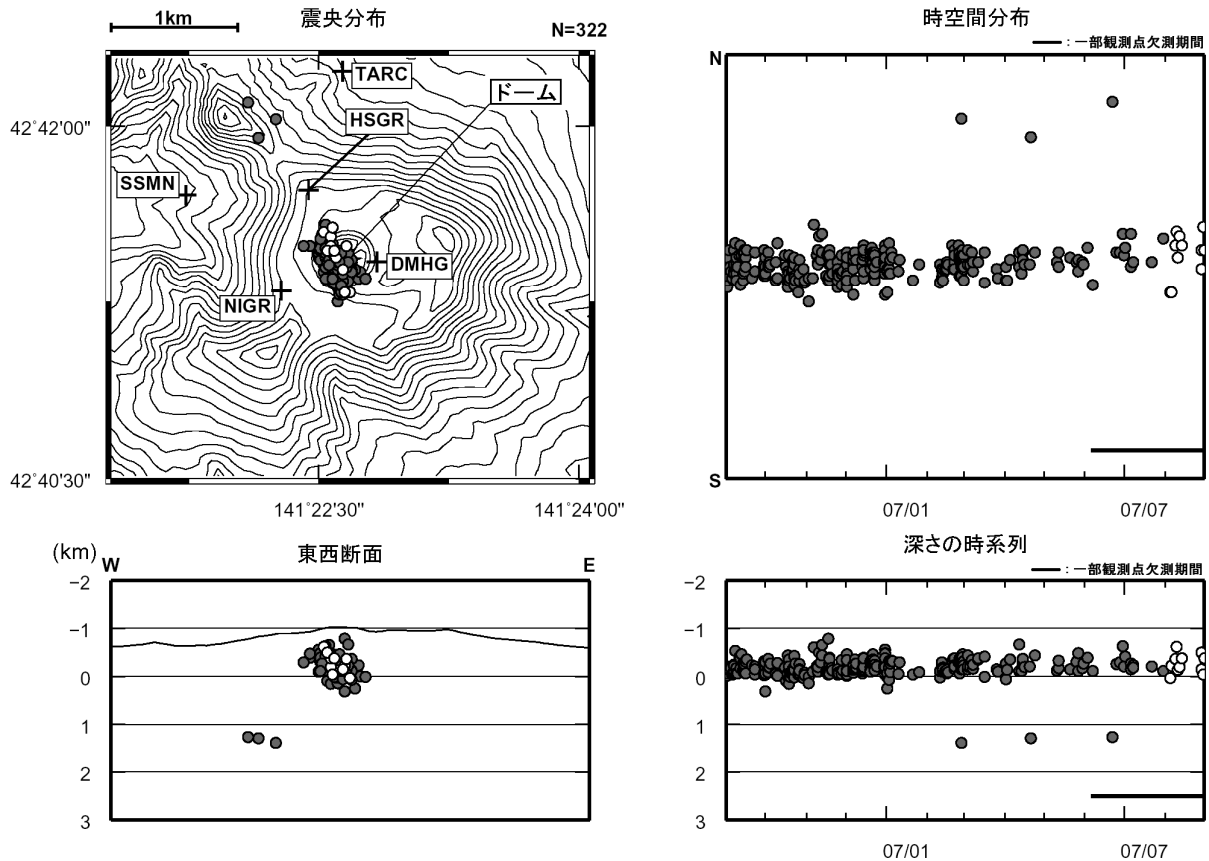 震央分布
1km
N=322
TARC
ドーム
HSGR
42˚42'00"
SSMN
DMHG
NIGR
42˚40'30"
141˚22'30"
141˚24'00"
時空間分布
━━ : 一部観測点欠測期間
N
S
07/01
07/07
東西断面
(km)
W
E
−2
−1
0
1
2
3
深さの時系列
━━ : 一部観測点欠測期間
−2
−1
0
1
2
3
07/01
07/07